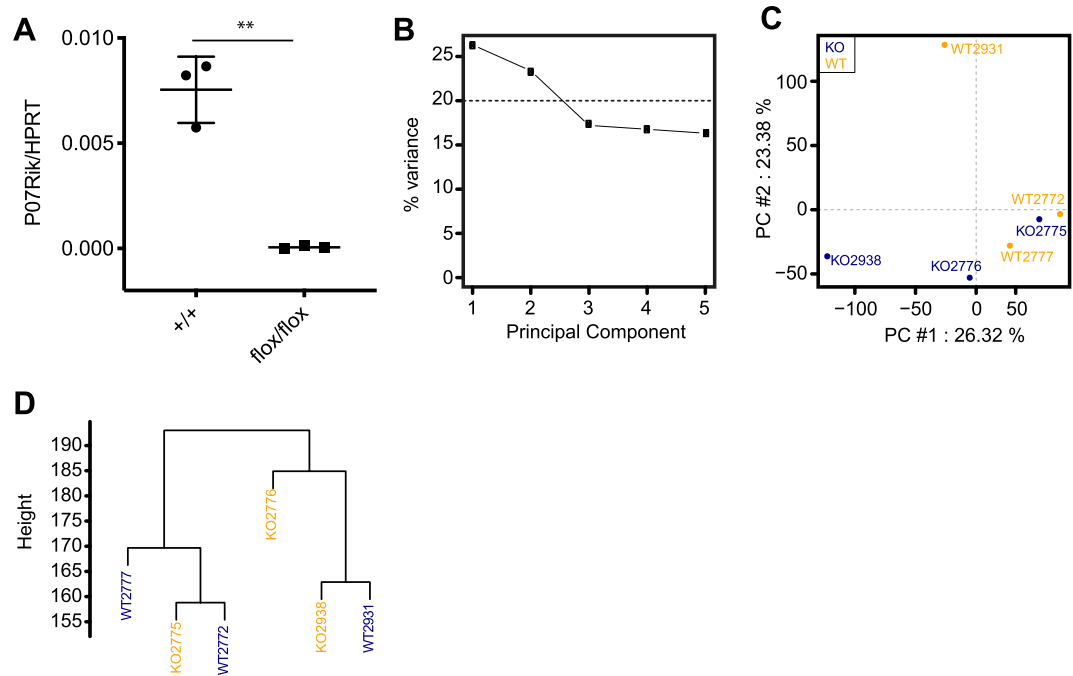 A
**
0.010
0.005
0.000
P07Rik/HPRT
+/+
flox/flox
B
25
20
15
10
5
0
% variance
1 2 3 4 5
Principal Component
C
KO
WT
WT2931
WT2772
KO2775
WT2777
KO2776
KO2938
100
50
0
−50
PC #2 : 23.38 %
−100 −50 0 50
PC #1 : 26.32 %
D
190
185
180
175
170
165
160
155
Height
WT2777
KO2775
WT2772
KO2776
KO2938
WT2931